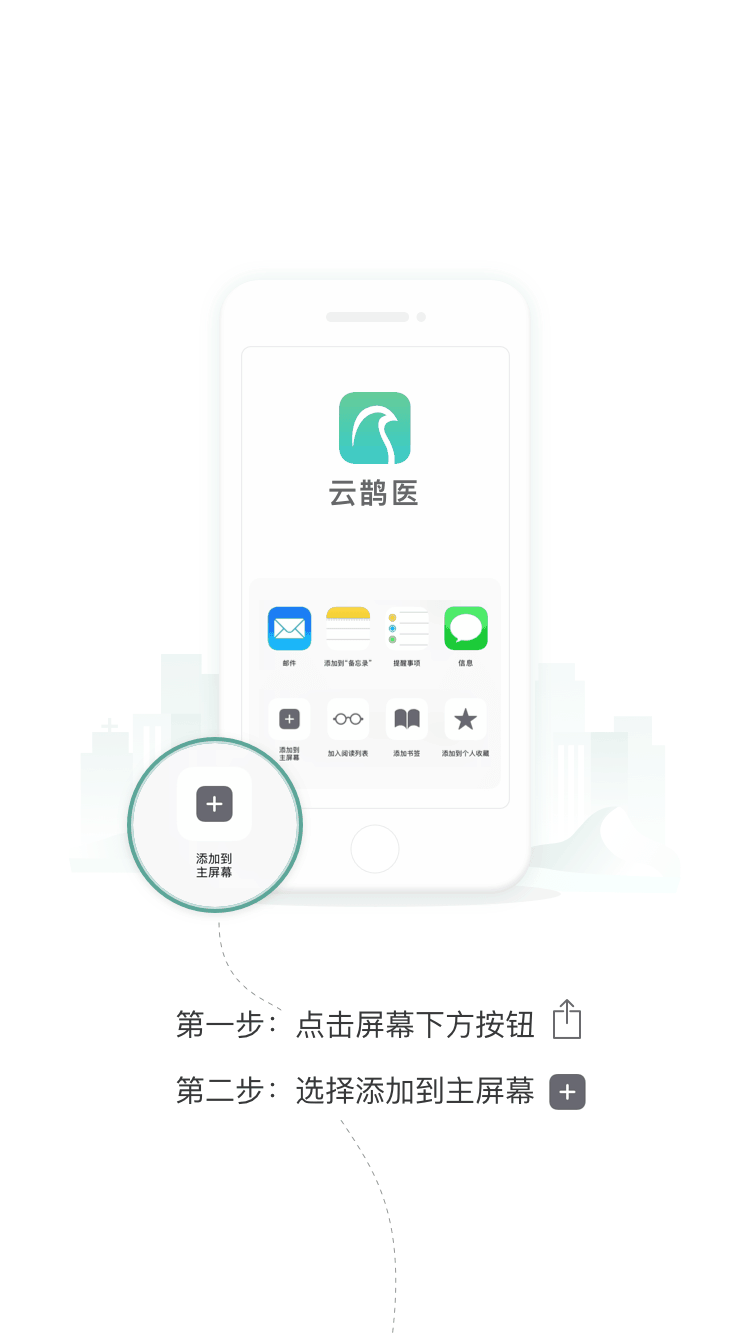 云鹊医
邮件
添加到“备忘录”
提醒事项
信息
添加到
主屏幕
加入阅读列表
添加书签
添加到个人收藏
添加到
主屏幕
第一步：点击屏幕下方按钮
第二步：选择添加到主屏幕